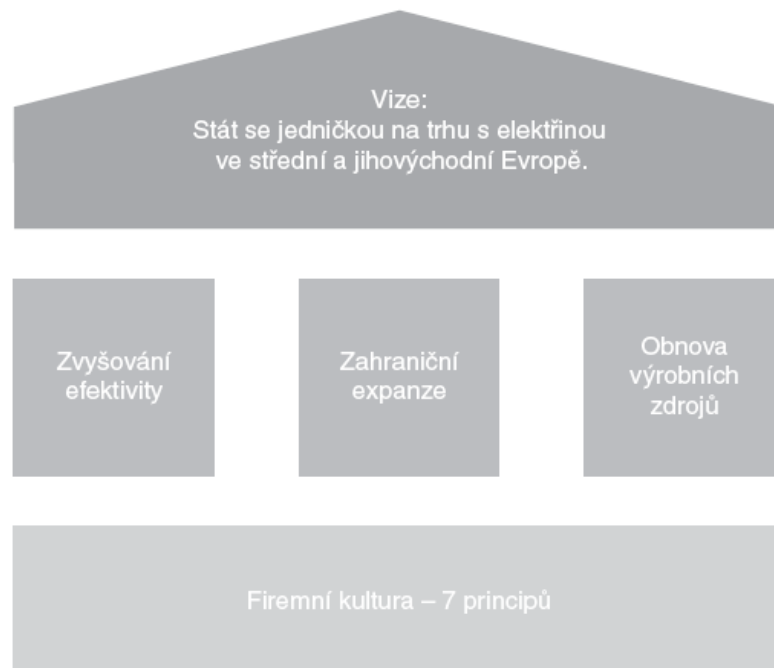 Vize:
Stát se jedničkou na trhu s elektřinou
ve střední a jihovýchodní Evropě.
Zvyšování
efektivity
Zahraniční
expanze
Obnova
výrobních
zdrojů
Firemní kultura – 7 principů